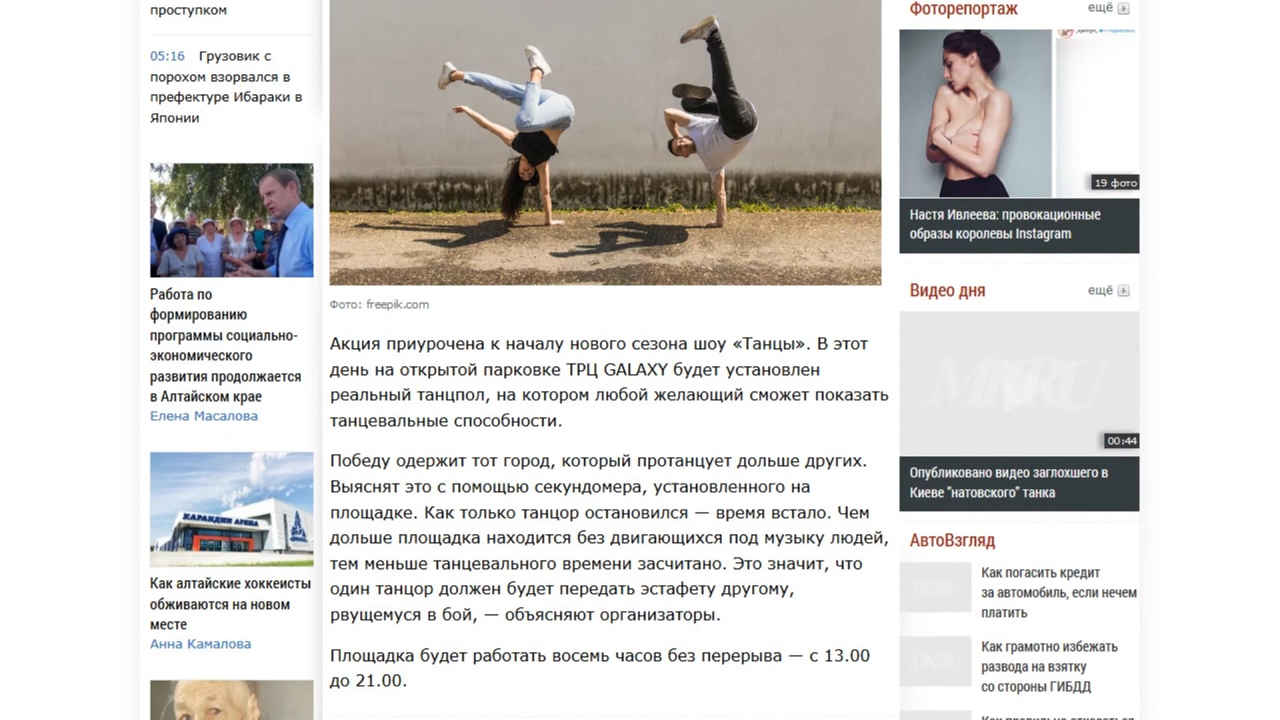 проступком
05:16 Грузовик с
порохом взорвался в
префектуре Ибараки в
Японии
Работа по
формированию
программы социально-
экономического
развития продолжается
в Алтайском крае
Елена Масалова
КАРАНДИН АРЕНА
Как алтайские хоккеисты
обживаются на новом
месте
Анна Камалова
Фото: freepik.com
Акция приурочена к началу нового сезона шоу «Танцы». В этот
день на открытой парковке ТРЦ GALAXY будет установлен
реальный танцпол, на котором любой желающий сможет показать
танцевальные способности.
Победу одержит тот город, который протанцует дольше других.
Выяснят это с помощью секундомера, установленного на
площадке. Как только танцор остановился — время встало. Чем
дольше площадка находится без двигающихся под музыку людей,
тем меньше танцевального времени засчитано. Это значит, что
один танцор должен будет передать эстафету другому,
рвущемуся в бой, — объясняют организаторы.
Площадка будет работать восемь часов без перерыва — с 13.00
до 21.00.
Фоторепортаж
ещё
19 фото
Настя Ивлеева: провокационные
образы королевы Instagram
Видео дня
ещё
MKRU
00:44
Опубликовано видео заглохшего в
Киеве "натовского" танка
АвтоВзгляд
MKRU
Как погасить кредит
за автомобиль, если нечем
платить
MKRU
Как грамотно избежать
развода на взятку
со стороны ГИБДД